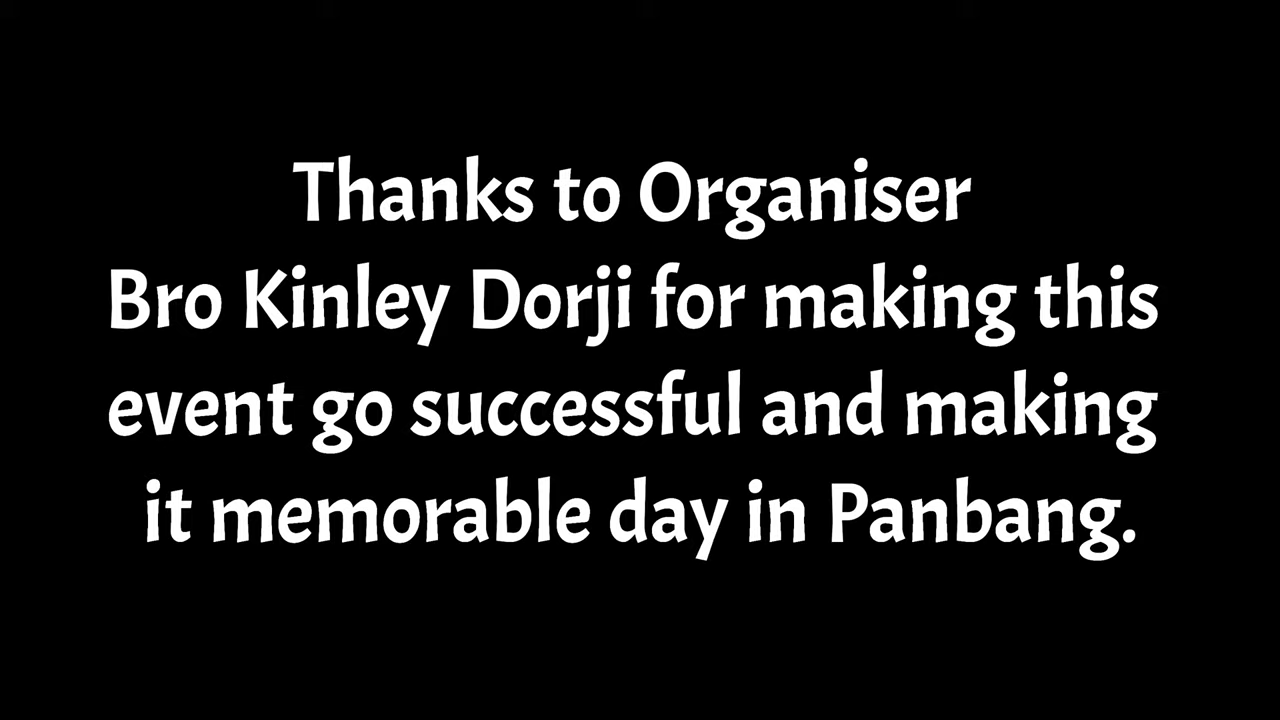 Thanks to Organiser
Bro Kinley Dorji for making this
event go successful and making
it memorable day in Panbang.